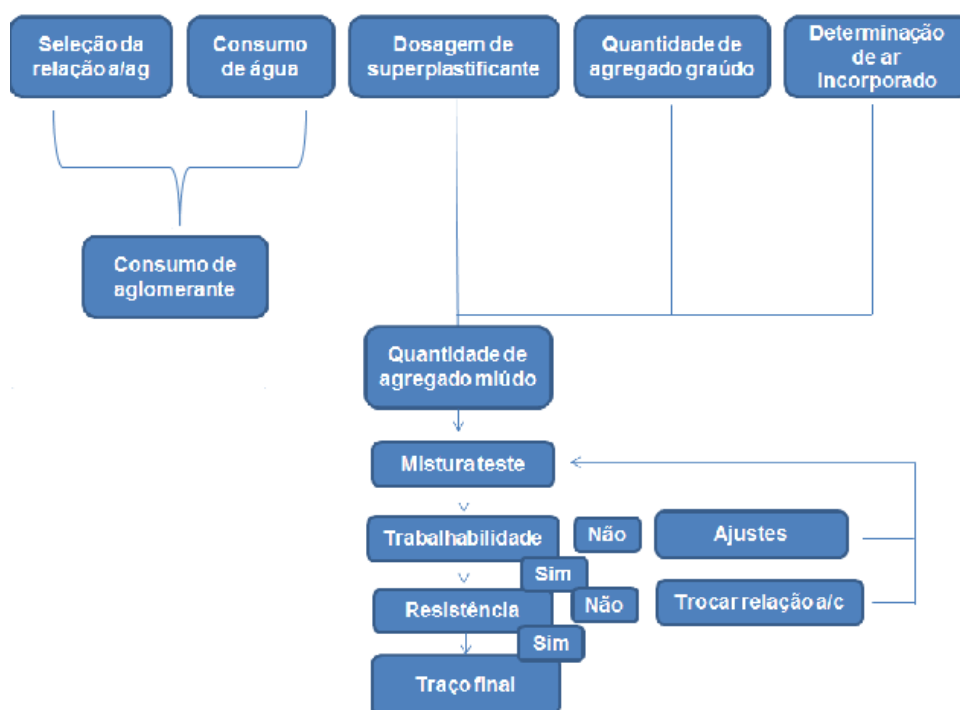 Seleção da
relação a/ag
Consumo
de água
Dosagem de
superplastificante
Quantidade de
agregado graúdo
Determinação
de ar
Incorporado
Consumo de
aglomerante
Quantidade de
agregado miúdo
Mistura teste
Trabalhabilidade
Não
Ajustes
Sim
Resistência
Não
Trocar relação a/c
Sim
Traço final